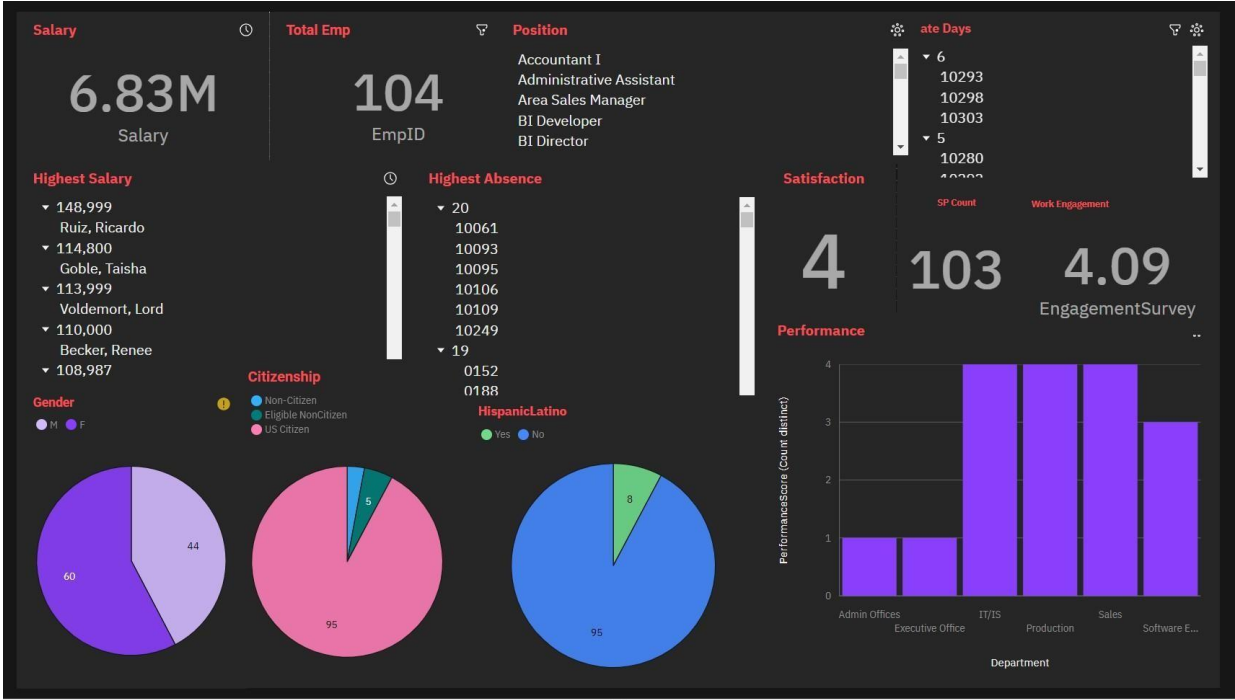 Salary
6.83M
Salary
Total Emp
104
EmpID
Position
Accountant I
Administrative Assistant
Area Sales Manager
BI Developer
BI Director
ate Days
6
10293
10298
10303
5
10280
Highest Salary
148,999
Ruiz, Ricardo
114,800
Goble, Taisha
113,999
Voldemort, Lord
110,000
Becker, Renee
108,987
Highest Absence
20
10061
10093
10095
10106
10109
10249
19
0152
0188
Satisfaction
4
SP Count
103
Work Engagement
4.09
EngagementSurvey
Gender
M F
44
60
Citizenship
Non-Citizen
Eligible NonCitizen
US Citizen
5
95
HispanicLatino
Yes No
8
95
Performance
PerformanceScore (Count distinct)
4
3
2
1
0
Admin Offices
Executive Office
IT/IS
Production
Sales
Software E...
Department